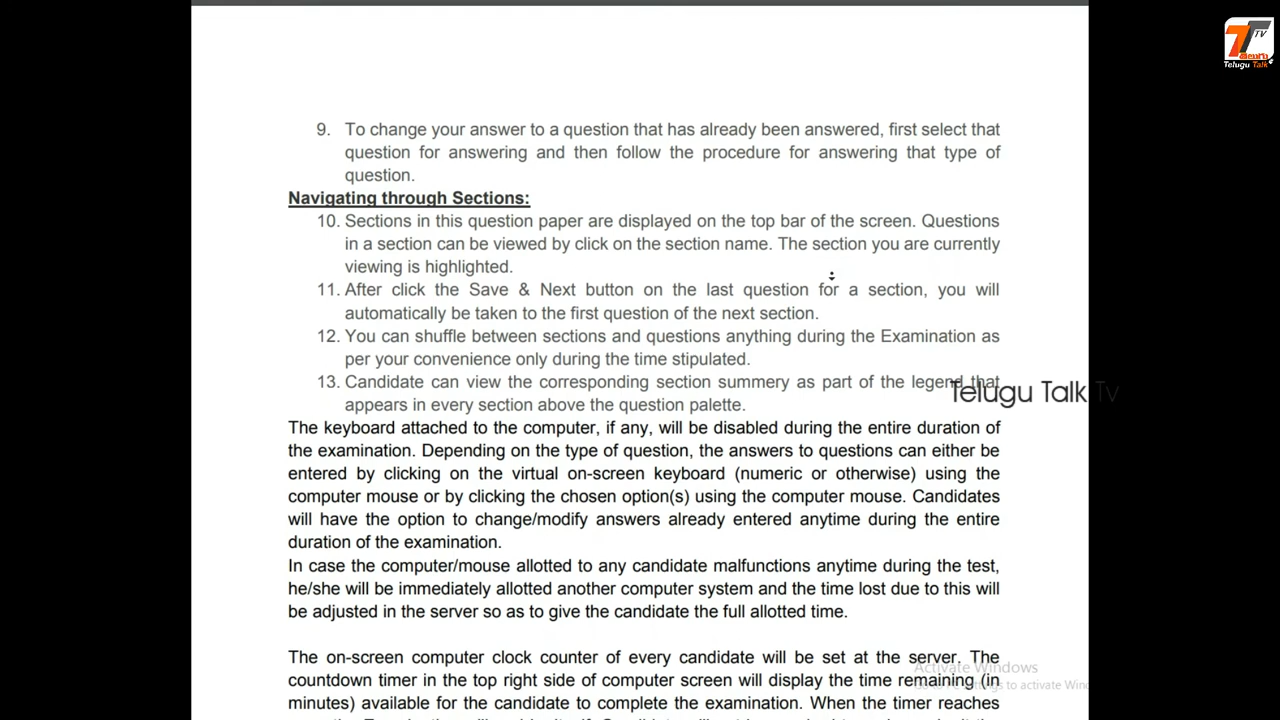 TV
తెలుగు
Telugu Talk
9. To change your answer to a question that has already been answered, first select that
question for answering and then follow the procedure for answering that type of
question.
Navigating through Sections:
10. Sections in this question paper are displayed on the top bar of the screen. Questions
in a section can be viewed by click on the section name. The section you are currently
viewing is highlighted.
11. After click the Save & Next button on the last question for a section, you will
automatically be taken to the first question of the next section.
12. You can shuffle between sections and questions anything during the Examination as
per your convenience only during the time stipulated.
13. Candidate can view the corresponding section summery as part of the legend that
appears in every section above the question palette.
Telugu Talk Tv
The keyboard attached to the computer, if any, will be disabled during the entire duration of
the examination. Depending on the type of question, the answers to questions can either be
entered by clicking on the virtual on-screen keyboard (numeric or otherwise) using the
computer mouse or by clicking the chosen option(s) using the computer mouse. Candidates
will have the option to change/modify answers already entered anytime during the entire
duration of the examination.
In case the computer/mouse allotted to any candidate malfunctions anytime during the test,
he/she will be immediately allotted another computer system and the time lost due to this will
be adjusted in the server so as to give the candidate the full allotted time.
The on-screen computer clock counter of every candidate will be set at the server. The
countdown timer in the top right side of computer screen will display the time remaining (in
minutes) available for the candidate to complete the examination. When the timer reaches
Activate Windows